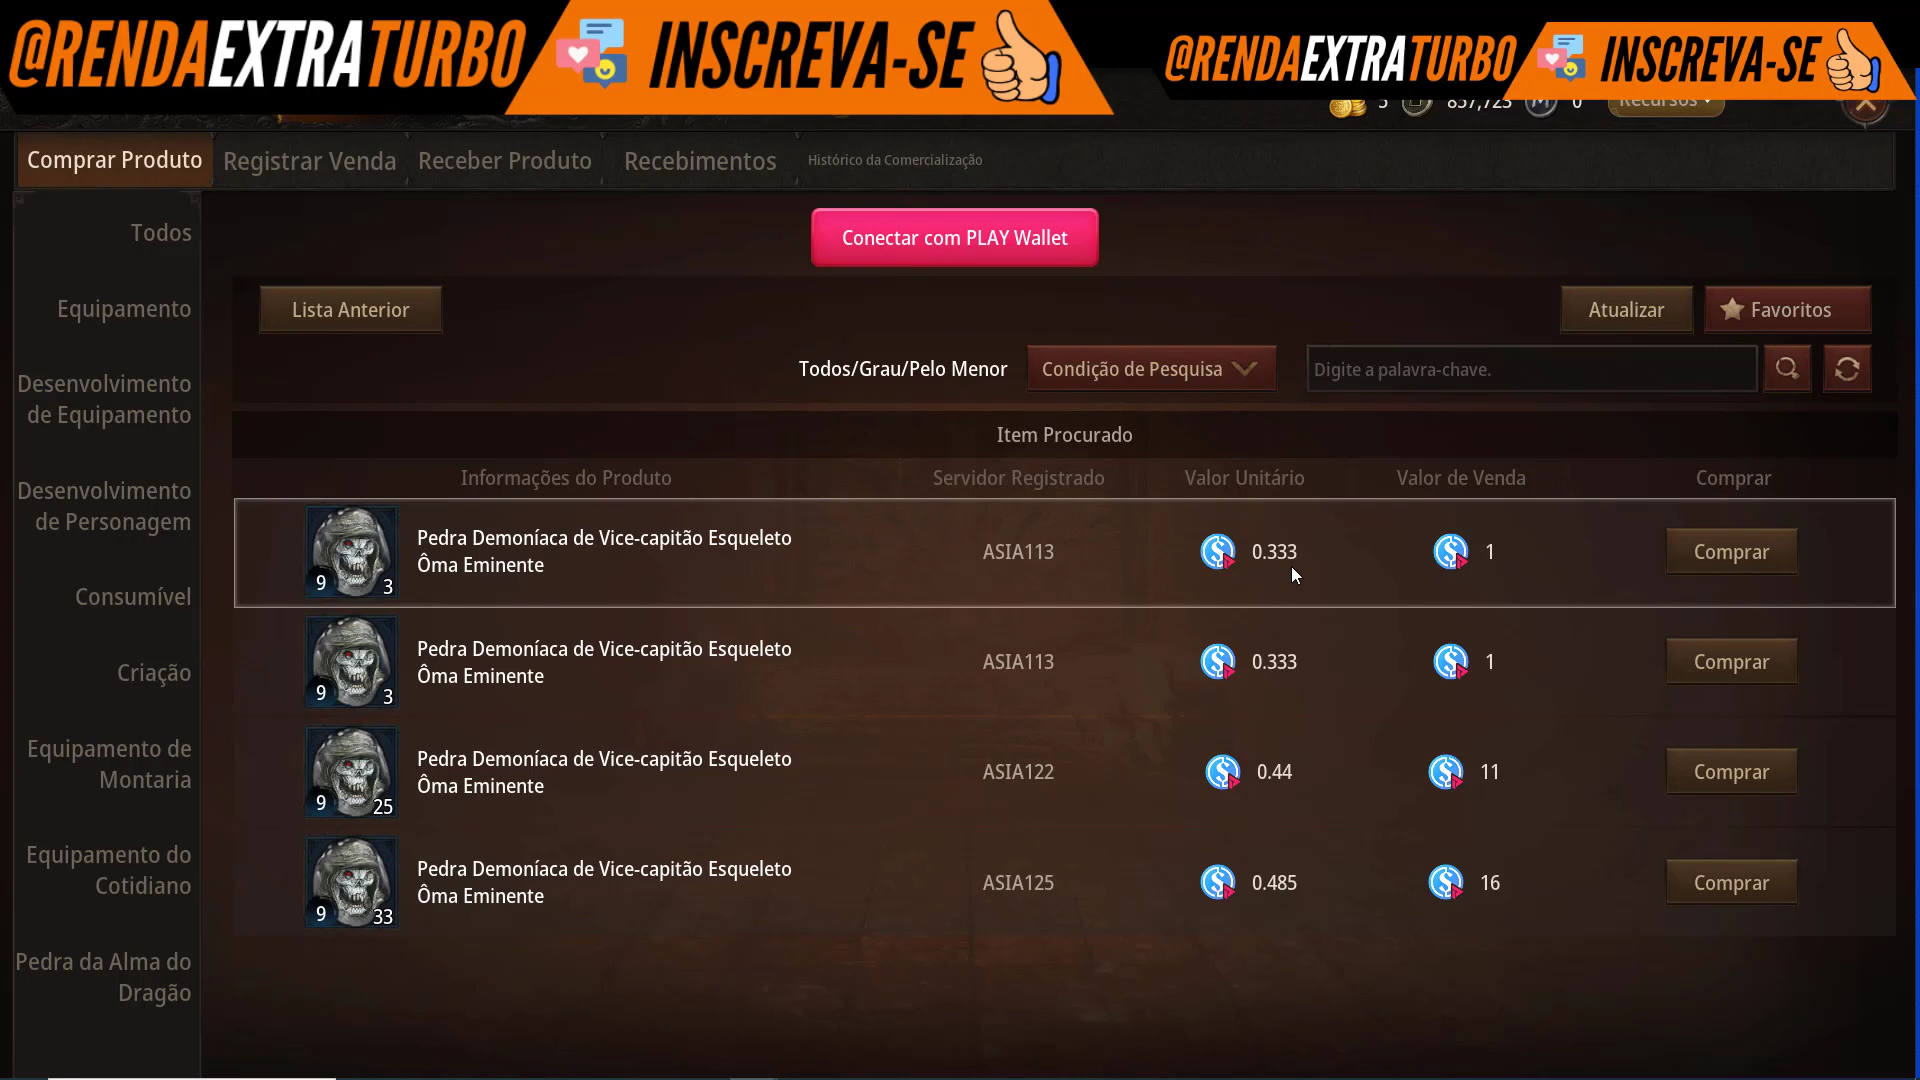 @RENDAEXTRATURBO INSCREVA-SE @RENDAEXTRATURBO INSCREVA-SE
5 857,725 0 Recursos
Comprar Produto Registrar Venda Receber Produto Recebimentos Histórico da Comercialização
Todos
Equipamento
Desenvolvimento
de Equipamento
Desenvolvimento
de Personagem
Consumível
Criação
Equipamento de
Montaria
Equipamento do
Cotidiano
Pedra da Alma do
Dragão
Conectar com PLAY Wallet
Lista Anterior Atualizar Favoritos
Todos/Grau/Pelo Menor Condição de Pesquisa Digite a palavra-chave.
Item Procurado
Informações do Produto Servidor Registrado Valor Unitário Valor de Venda Comprar
Pedra Demoníaca de Vice-capitão Esqueleto
Ôma Eminente
9 3 ASIA113 0.333 1 Comprar
Pedra Demoníaca de Vice-capitão Esqueleto
Ôma Eminente
9 3 ASIA113 0.333 1 Comprar
Pedra Demoníaca de Vice-capitão Esqueleto
Ôma Eminente
9 25 ASIA122 0.44 11 Comprar
Pedra Demoníaca de Vice-capitão Esqueleto
Ôma Eminente
9 33 ASIA125 0.485 16 Comprar